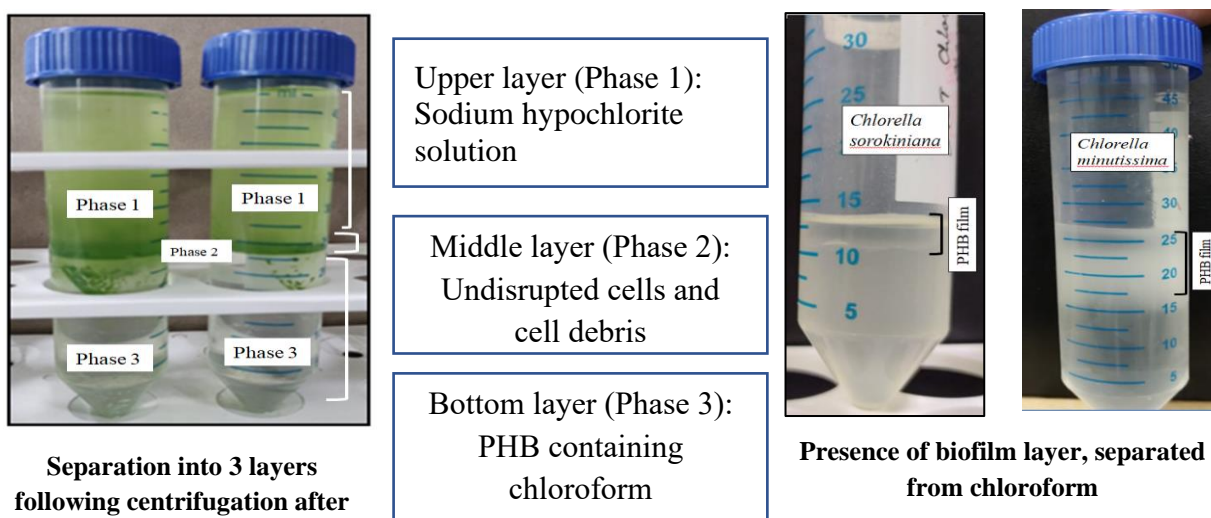 Phase 1
Phase 1
Phase 2
Phase 3
Phase 3
Separation into 3 layers
following centrifugation after
Upper layer (Phase 1):
Sodium hypochlorite
solution
Middle layer (Phase 2):
Undisrupted cells and
cell debris
Bottom layer (Phase 3):
PHB containing
chloroform
30
25
Chlorella
sorokiniana
15
10
5
PHB film
45
Chlorella
minutissima
30
25
20
15
10
5
PHB film
Presence of biofilm layer, separated
from chloroform